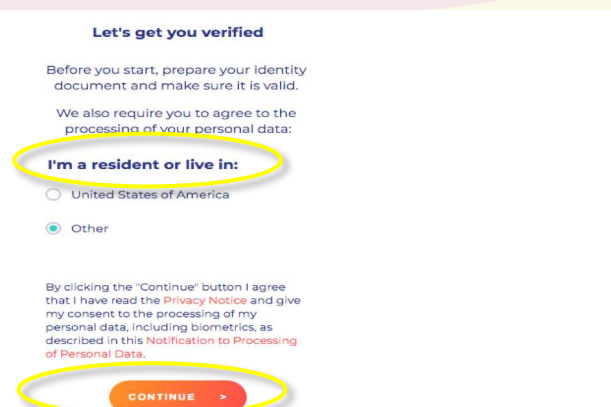 Let's get you verified
Before you start, prepare your identity
document and make sure it is valid.
We also require you to agree to the
processing of your personal data:
I'm a resident or live in:
United States of America
Other
By clicking the "Continue" button I agree
that I have read the Privacy Notice and give
my consent to the processing of my
personal data, including biometrics, as
described in this Notification to Processing
of Personal Data.
CONTINUE >